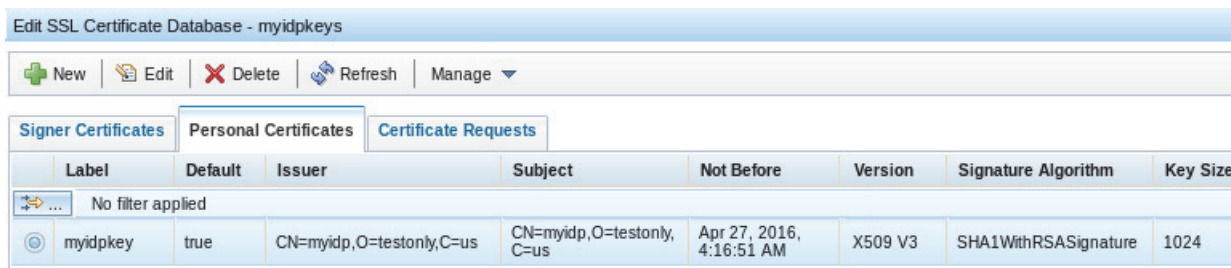 Edit SSL Certificate Database - myidpkeys
New Edit Delete Refresh Manage
Signer Certificates Personal Certificates Certificate Requests
Label Default Issuer Subject Not Before Version Signature Algorithm Key Size
... No filter applied
myidpkey true CN=myidp,O=testonly,C=us CN=myidp,O=testonly, Apr 27, 2016, X509 V3 SHA1WithRSASignature 1024
C=us 4:16:51 AM